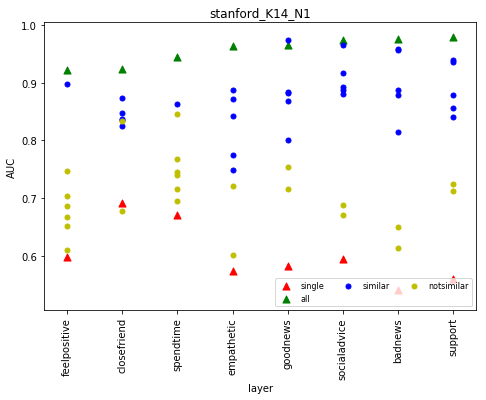 stanford_K14_N1
AUC
1.0
0.9
0.8
0.7
0.6
single
similar
notsimilar
all
feelpositive
closefriend
spendtime
empathetic
goodnews
socialadvice
badnews
support
layer